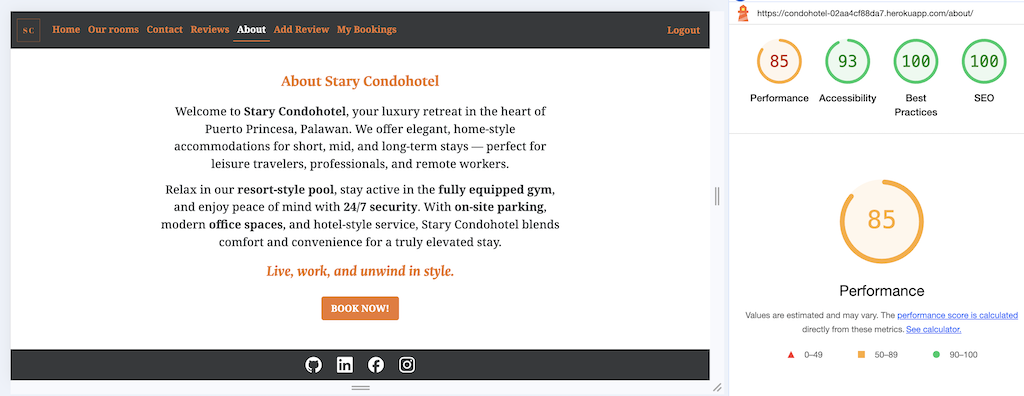 SC Home Our rooms Contact Reviews About Add Review My Bookings Logout
About Stary Condohotel
Welcome to Stary Condohotel, your luxury retreat in the heart of
Puerto Princesa, Palawan. We offer elegant, home-style
accommodations for short, mid, and long-term stays — perfect for
leisure travelers, professionals, and remote workers.
Relax in our resort-style pool, stay active in the fully equipped gym,
and enjoy peace of mind with 24/7 security. With on-site parking,
modern office spaces, and hotel-style service, Stary Condohotel blends
comfort and convenience for a truly elevated stay.
Live, work, and unwind in style.
BOOK NOW!
https://condohotel-02aa4cf88da7.herokuapp.com/about/
85 93 100 100
Performance Accessibility Best SEO
Practices
85
Performance
Values are estimated and may vary. The performance score is calculated
directly from these metrics. See calculator.
0–49 50–89 90–100